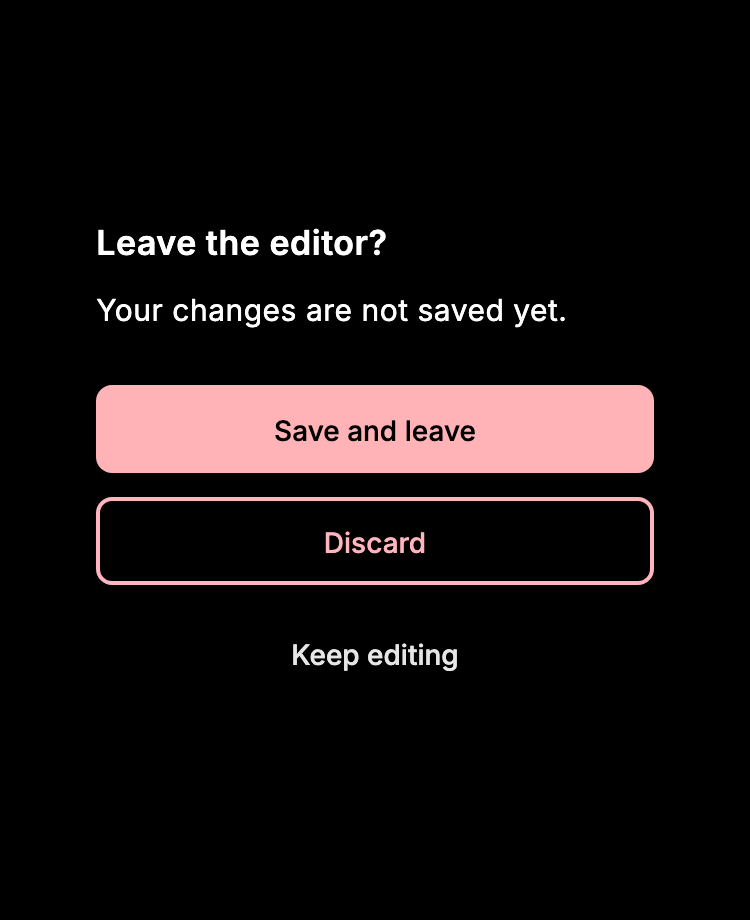 Leave the editor?
Your changes are not saved yet.
Save and leave
Discard
Keep editing